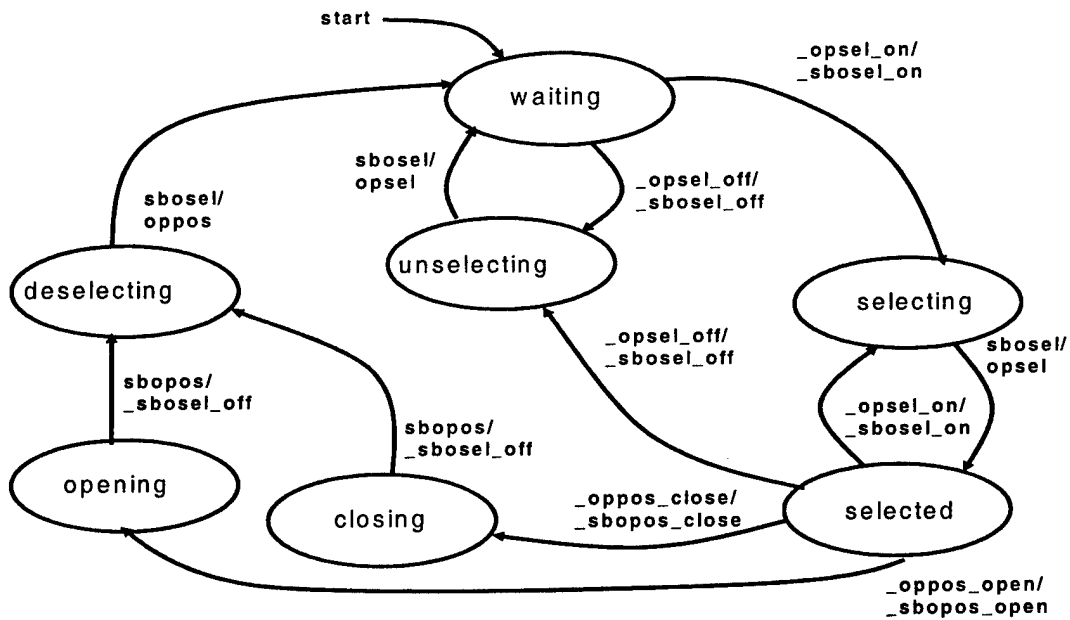 start
_opsel_on/
_sbosel_on
waiting
sbosel/
opsel
_opsel_off/
_sbosel_off
sbosel/
oppos
unselecting
deselecting
selecting
_opsel_off/
_sbosel_off
sbosel/
opsel
sbopos/
_sbosel_off
_opsel_on/
_sbosel_on
sbopos/
_sbosel_off
opening
closing
_oppos_close/
_sbopos_close
selected
_oppos_open/
_sbopos_open